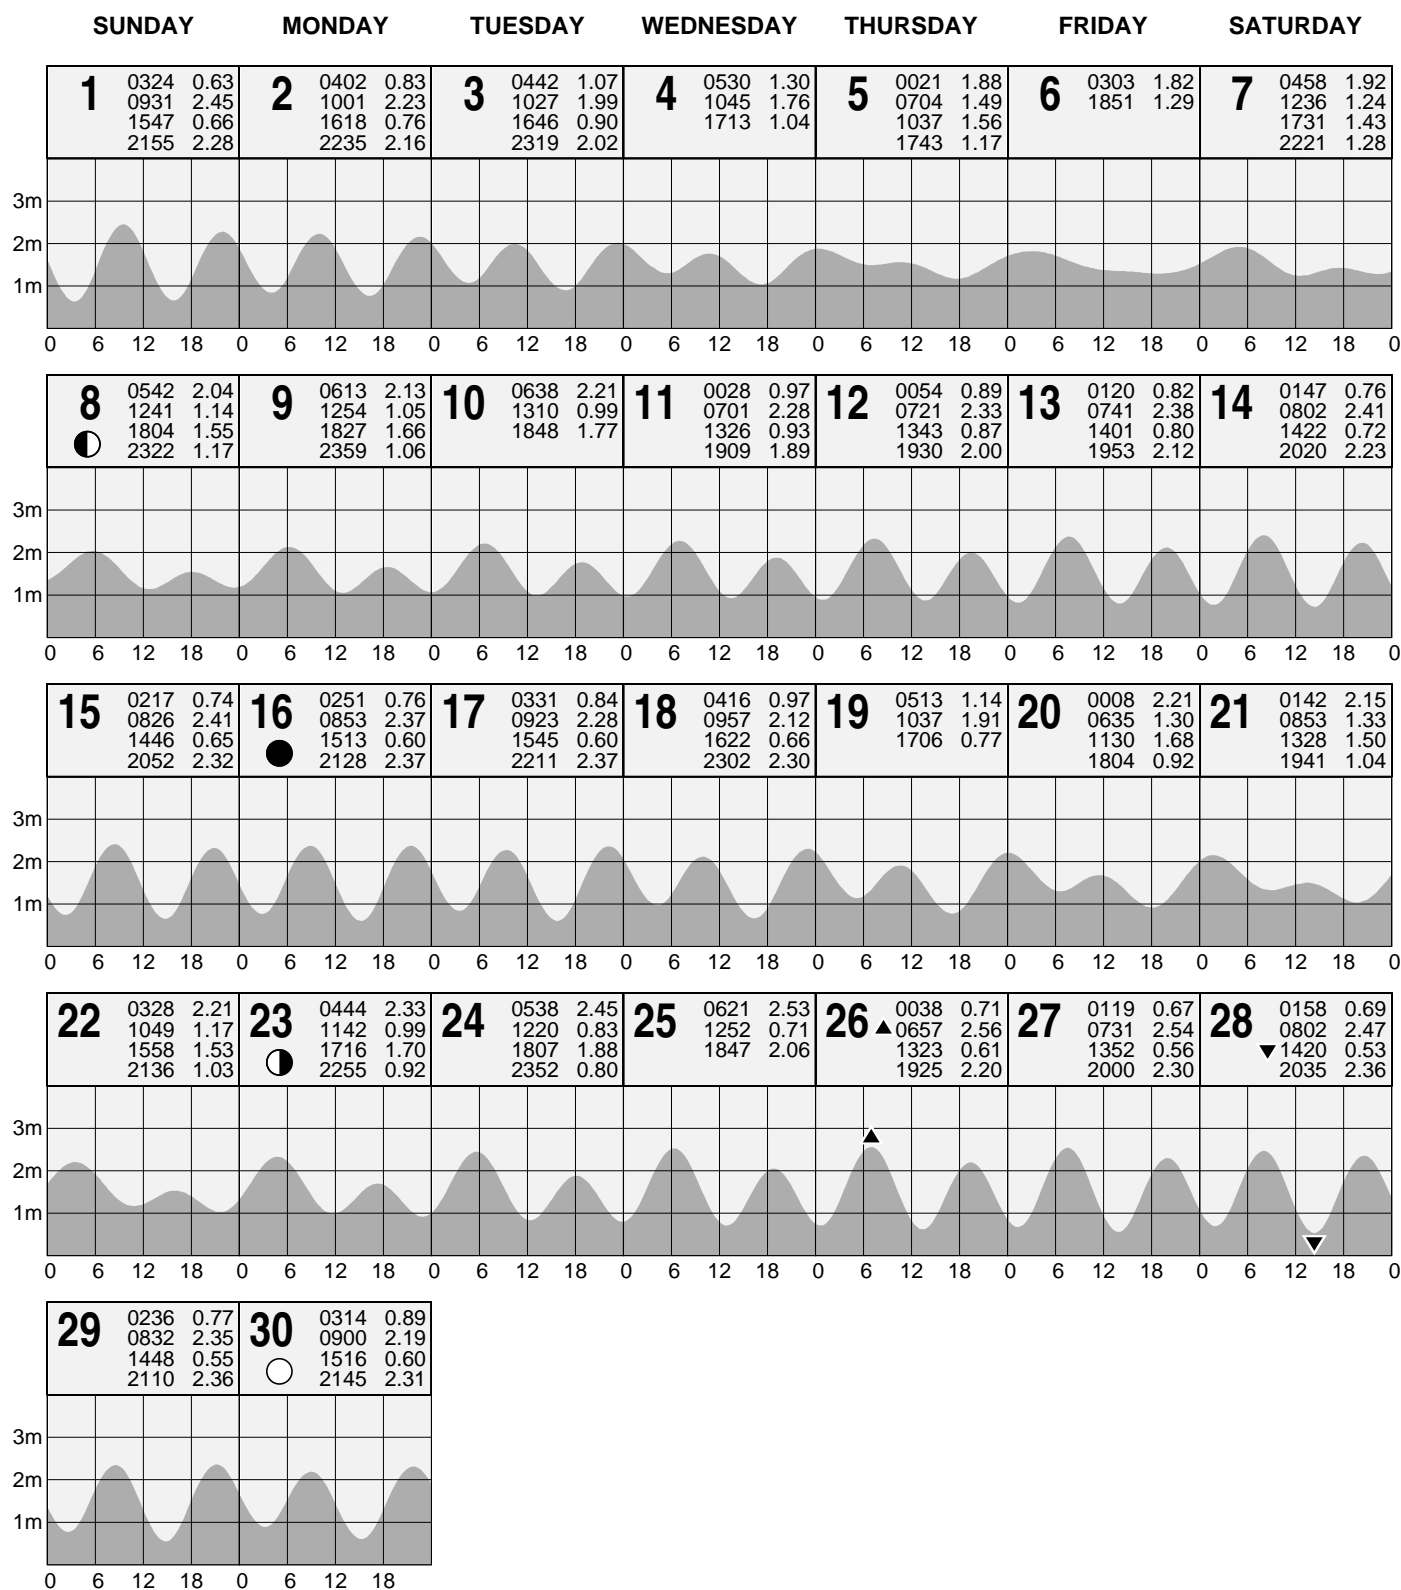 SUNDAY MONDAY TUESDAY WEDNESDAY THURSDAY FRIDAY SATURDAY
1 0324 0.63
0931 2.45
1547 0.66
2155 2.28
2 0402 0.83
1001 2.23
1618 0.76
2235 2.16
3 0442 1.07
1027 1.99
1646 0.90
2319 2.02
4 0530 1.30
1045 1.76
1713 1.04
5 0021 1.88
0704 1.49
1037 1.56
1743 1.17
6 0303 1.82
1851 1.29
7 0458 1.92
1236 1.24
1731 1.43
2221 1.28
3m
2m
1m
0 6 12 18 0 6 12 18 0 6 12 18 0 6 12 18 0 6 12 18 0 6 12 18 0 6 12 18 0
8 0542 2.04
1241 1.14
1804 1.55
2322 1.17
9 0613 2.13
1254 1.05
1827 1.66
2359 1.06
10 0638 2.21
1310 0.99
1848 1.77
11 0028 0.97
0701 2.28
1326 0.93
1909 1.89
12 0054 0.89
0721 2.33
1343 0.87
1930 2.00
13 0120 0.82
0741 2.38
1401 0.80
1953 2.12
14 0147 0.76
0802 2.41
1422 0.72
2020 2.23
3m
2m
1m
0 6 12 18 0 6 12 18 0 6 12 18 0 6 12 18 0 6 12 18 0 6 12 18 0 6 12 18 0
15 0217 0.74
0826 2.41
1446 0.65
2052 2.32
16 0251 0.76
0853 2.37
1513 0.60
2128 2.37
17 0331 0.84
0923 2.28
1545 0.60
2211 2.37
18 0416 0.97
0957 2.12
1622 0.66
2302 2.30
19 0513 1.14
1037 1.91
1706 0.77
20 0008 2.21
0635 1.30
1130 1.68
1804 0.92
21 0142 2.15
0853 1.33
1328 1.50
1941 1.04
3m
2m
1m
0 6 12 18 0 6 12 18 0 6 12 18 0 6 12 18 0 6 12 18 0 6 12 18 0 6 12 18 0
22 0328 2.21
1049 1.17
1558 1.53
2136 1.03
23 0444 2.33
1142 0.99
1716 1.70
2255 0.92
24 0538 2.45
1220 0.83
1807 1.88
2352 0.80
25 0621 2.53
1252 0.71
1847 2.06
26 0038 0.71
0657 2.56
1323 0.61
1925 2.20
27 0119 0.67
0731 2.54
1352 0.56
2000 2.30
28 0158 0.69
0802 2.47
1420 0.53
2035 2.36
3m
2m
1m
0 6 12 18 0 6 12 18 0 6 12 18 0 6 12 18 0 6 12 18 0 6 12 18 0 6 12 18 0
29 0236 0.77
0832 2.35
1448 0.55
2110 2.36
30 0314 0.89
0900 2.19
1516 0.60
2145 2.31
3m
2m
1m
0 6 12 18 0 6 12 18